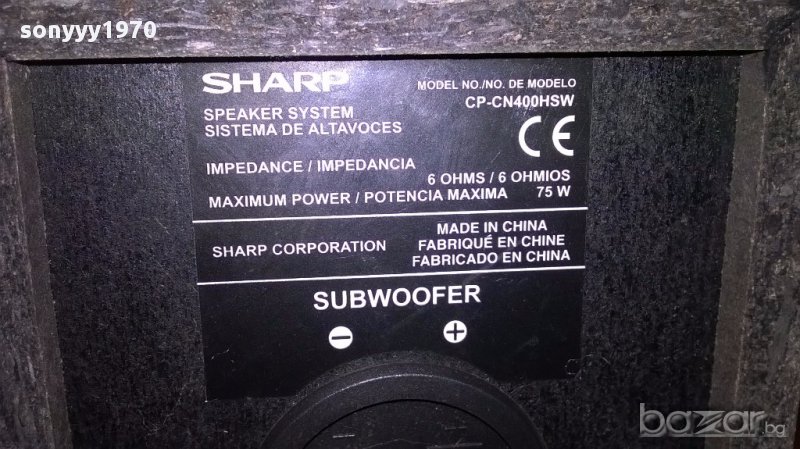 sonyyy1970
SHARP
MODEL NO./NO. DE MODELO
CP-CN400HSW
SPEAKER SYSTEM
SISTEMA DE ALTAVOCES
CE
IMPEDANCE / IMPEDANCIA
6 OHMS / 6 OHMIOS
MAXIMUM POWER / POTENCIA MAXIMA 75 W
SHARP CORPORATION
MADE IN CHINA
FABRIQUÉ EN CHINE
FABRICADO EN CHINA
SUBWOOFER
- +
bazar.bg